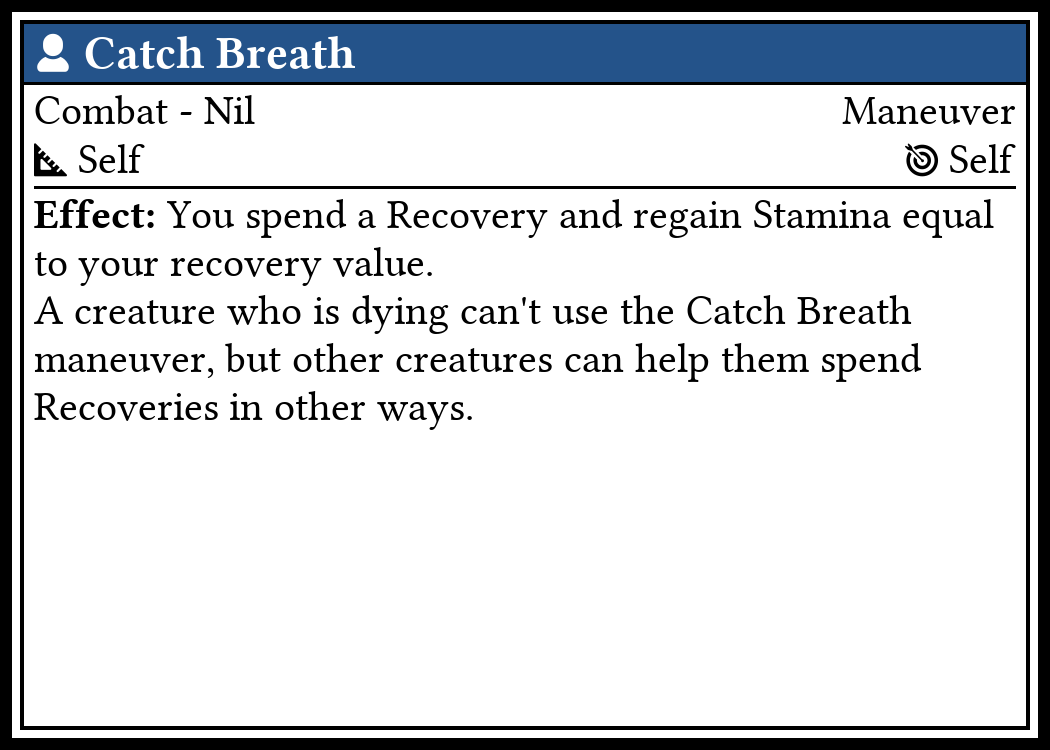 Catch Breath
Combat - Nil
Maneuver
Self
Self
Effect: You spend a Recovery and regain Stamina equal
to your recovery value.
A creature who is dying can't use the Catch Breath
maneuver, but other creatures can help them spend
Recoveries in other ways.